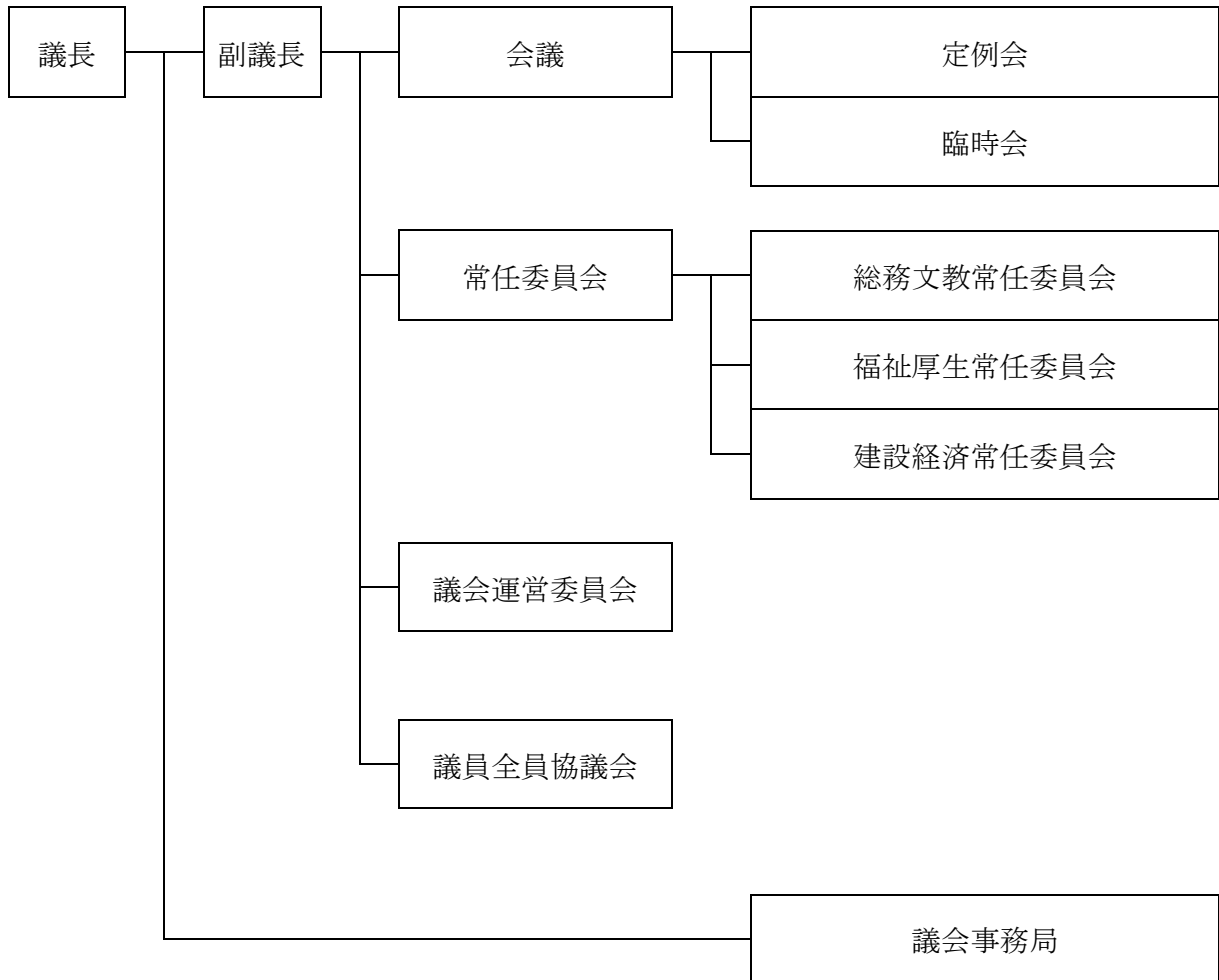 議長
副議長
会議
定例会
臨時会
常任委員会
総務文教常任委員会
福祉厚生常任委員会
建設経済常任委員会
議会運営委員会
議員全員協議会
議会事務局